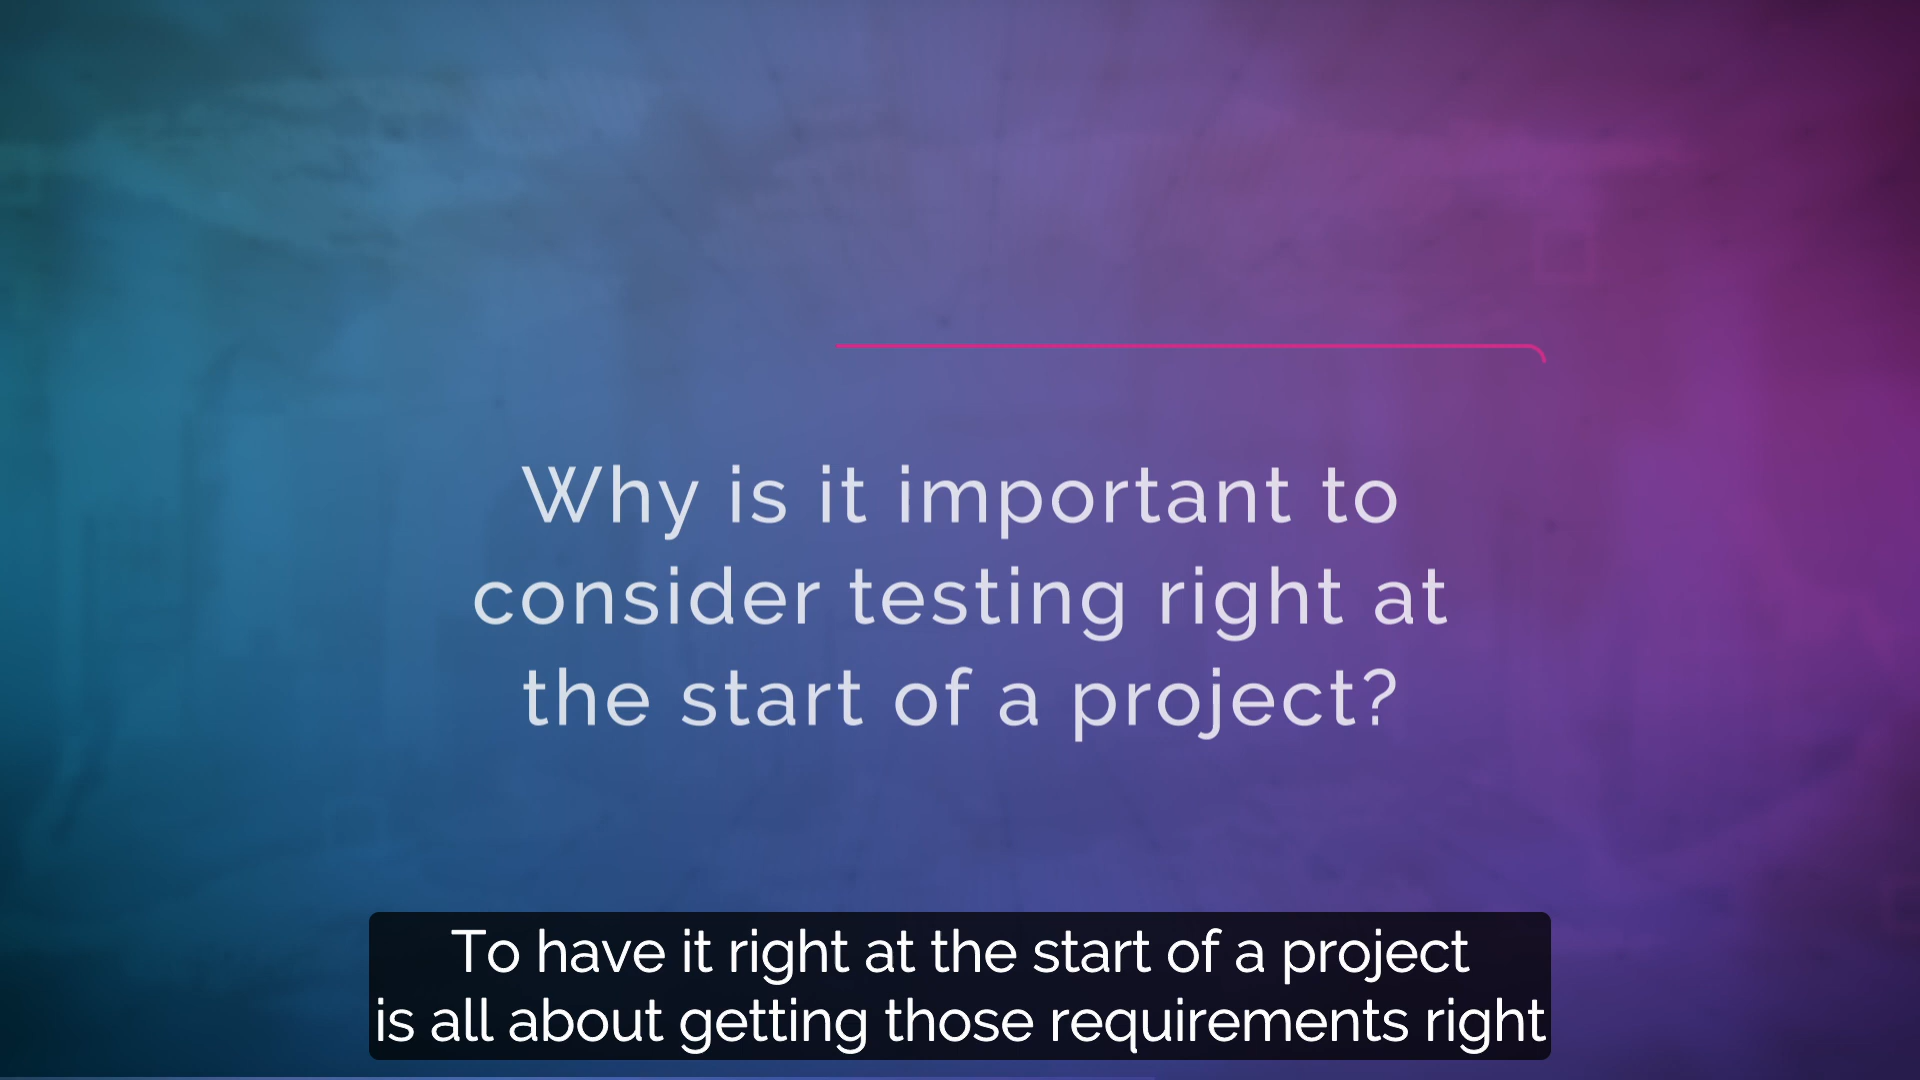 Why is it important to
consider testing right at
the start of a project?
To have it right at the start of a project
is all about getting those requirements right